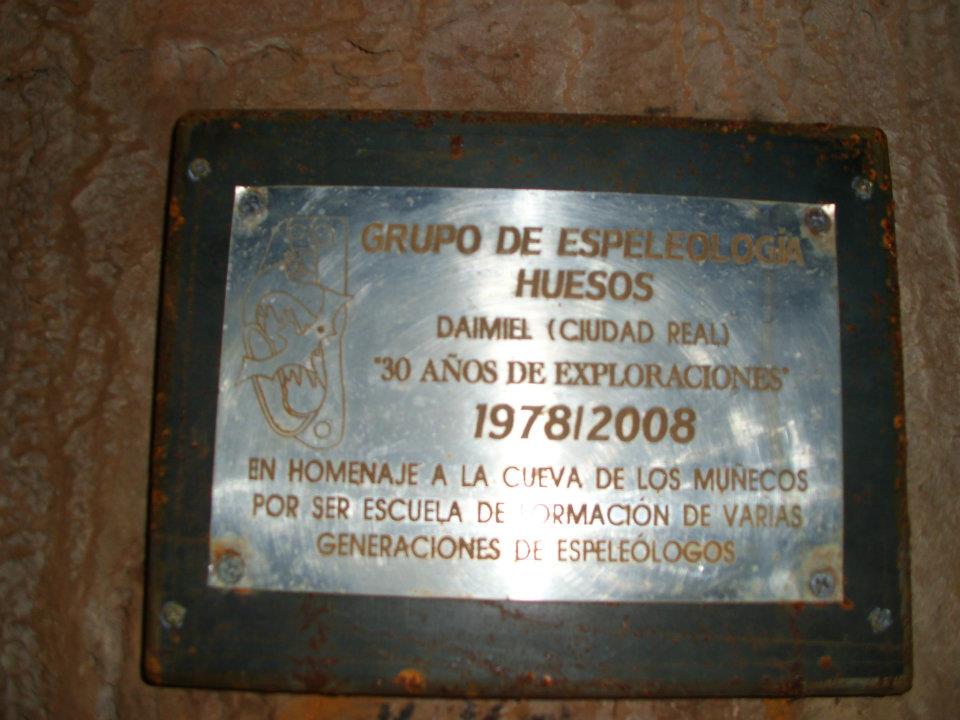 GRUPO DE ESPELEOLOGÍA
HUESOS
DAIMIEL (CIUDAD REAL)
"30 AÑOS DE EXPLORACIONES"
1978/2008
EN HOMENAJE A LA CUEVA DE LOS MUÑECOS
POR SER ESCUELA DE FORMACIÓN DE VARIAS
GENERACIONES DE ESPELEÓLOGOS